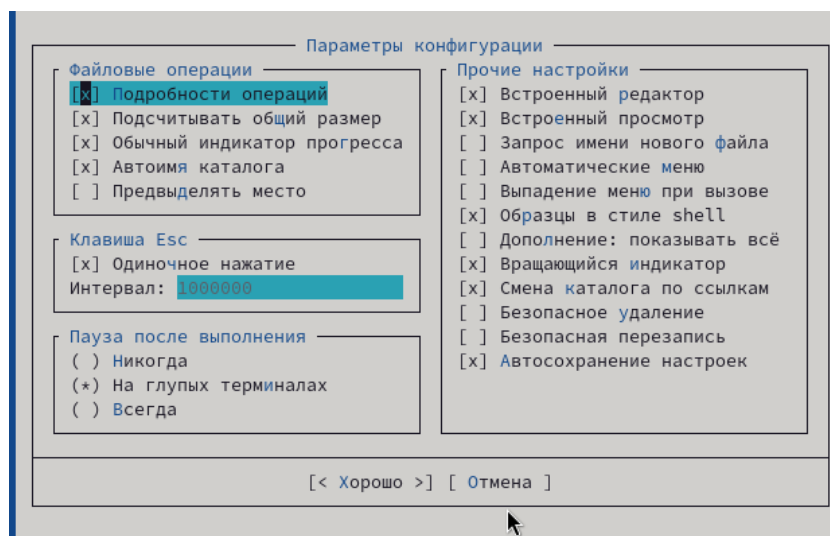 Параметры конфигурации
Файловые операции
[x] Подробности операций
[x] Подсчитывать общий размер
[x] Обычный индикатор прогресса
[x] Автоимя каталога
[ ] Предвыделять место
Клавиша Esc
[x] Одиночное нажатие
Интервал: 1000000
Пауза после выполнения
( ) Никогда
(*) На глупых терминалах
( ) Всегда
Прочие настройки
[x] Встроенный редактор
[x] Встроенный просмотр
[ ] Запрос имени нового файла
[ ] Автоматические меню
[ ] Выпадение меню при вызове
[x] Образцы в стиле shell
[ ] Дополнение: показывать всё
[x] Вращающийся индикатор
[x] Смена каталога по ссылкам
[ ] Безопасное удаление
[ ] Безопасная перезапись
[x] Автосохранение настроек
[< Хорошо >] [ Отмена ]